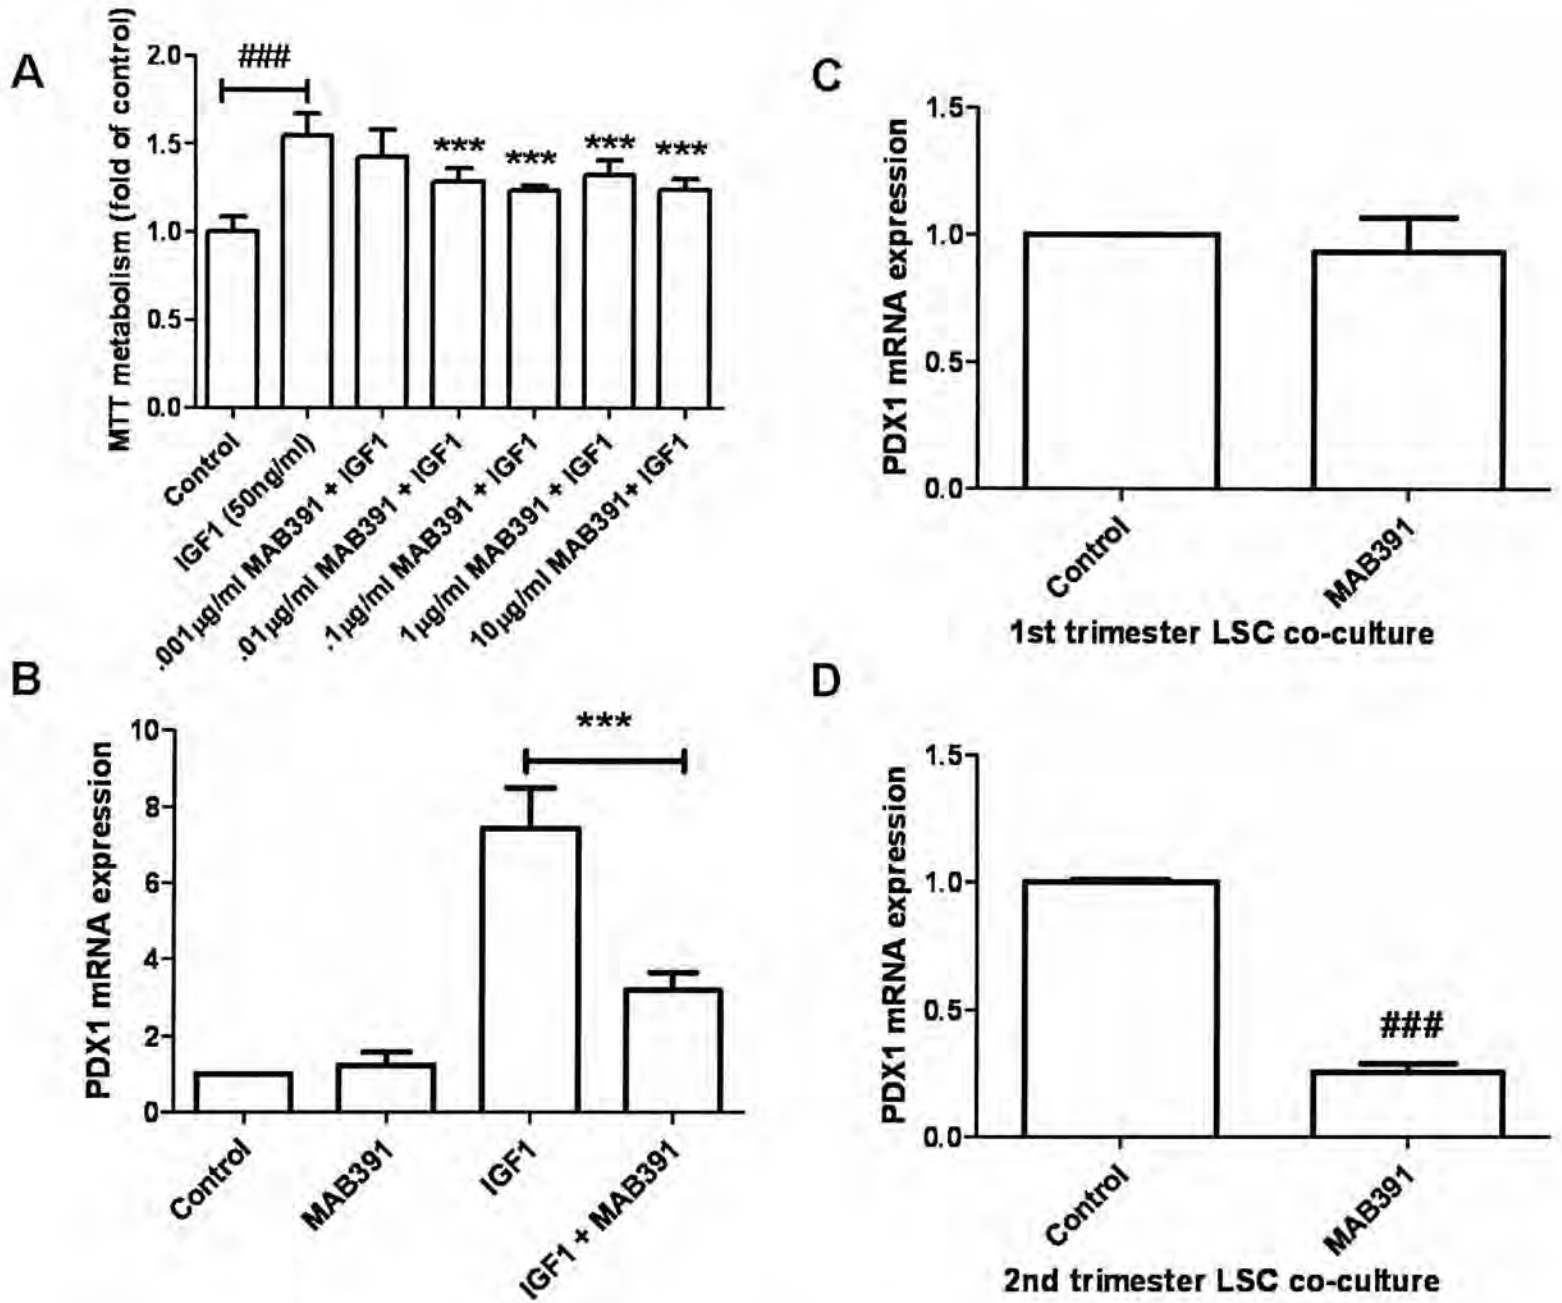 A
MTT metabolism (fold of control)
2.0
1.5
1.0
0.5
0.0
###
***
***
***
***
Control
IGF1 (50ng/ml)
.001µg/ml MAB391 + IGF1
.01µg/ml MAB391 + IGF1
.1µg/ml MAB391 + IGF1
1µg/ml MAB391 + IGF1
10µg/ml MAB391+ IGF1
B
PDX1 mRNA expression
10
8
6
4
2
0
***
Control
MAB391
IGF1
IGF1 + MAB391
C
PDX1 mRNA expression
1.5
1.0
0.5
0.0
Control
MAB391
1st trimester LSC co-culture
D
PDX1 mRNA expression
1.5
1.0
0.5
0.0
###
Control
MAB391
2nd trimester LSC co-culture